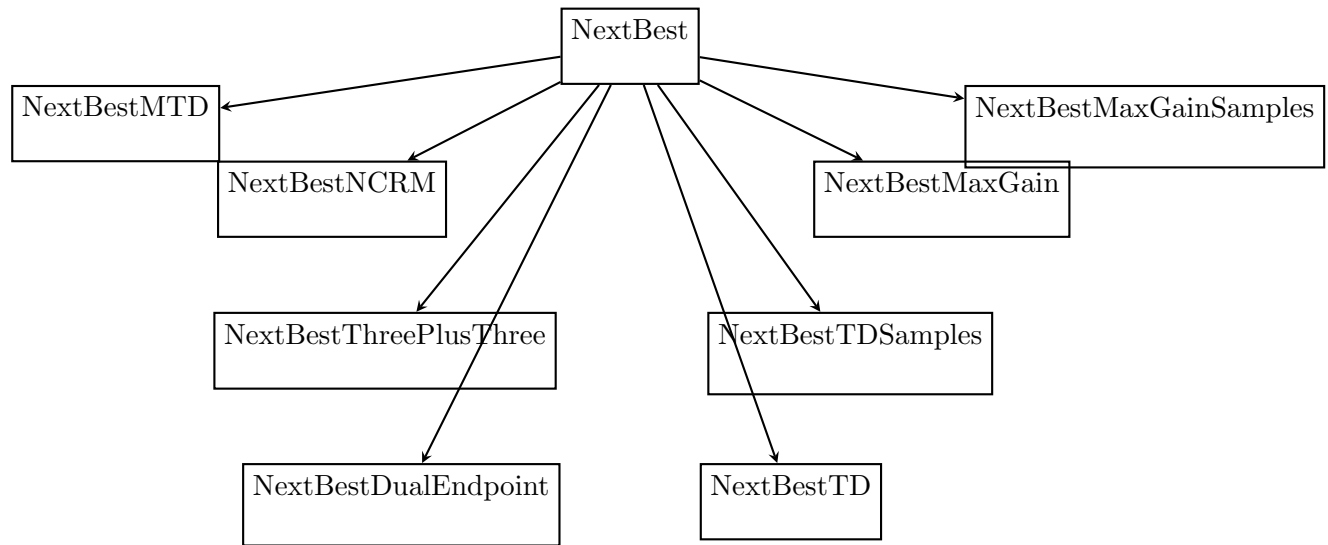 NextBest
NextBestMTD
NextBestMaxGainSamples
NextBestNCRM
NextBestMaxGain
NextBestThreePlusThree
NextBestTDSamples
NextBestDualEndpoint
NextBestTD